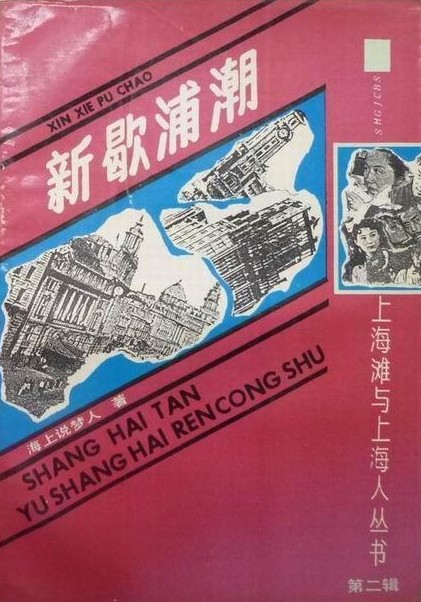 XIN XIE PU CHAO
新歇浦潮
海上说梦人 著
SHANG HAI TAN
YU SHANG HAI REN CONG SHU
SHGJCBS
上海滩与上海人丛书
第二辑